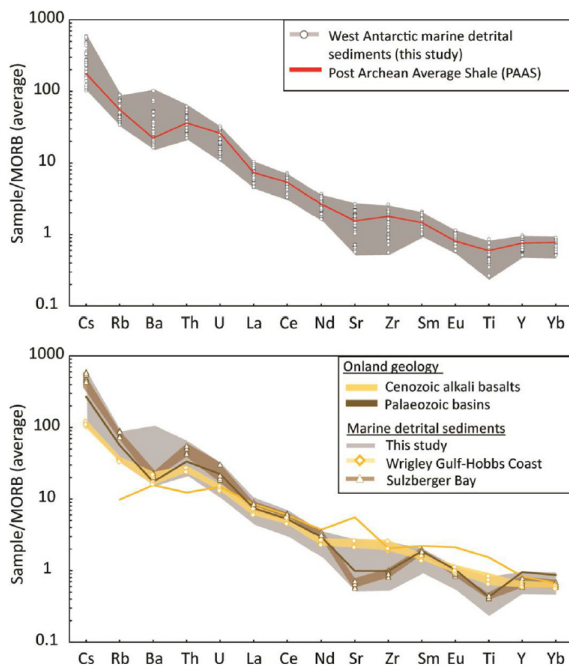 1000
100
10
1
0.1
Sample/MORB (average)
West Antarctic marine detrital
sediments (this study)
Post Archean Average Shale (PAAS)
Cs Rb Ba Th U La Ce Nd Sr Zr Sm Eu Ti Y Yb
1000
100
10
1
0.1
Sample/MORB (average)
Onland geology
Cenozoic alkali basalts
Palaeozoic basins
Marine detrital sediments
This study
Wrigley Gulf-Hobbs Coast
Sulzberger Bay
Cs Rb Ba Th U La Ce Nd Sr Zr Sm Eu Ti Y Yb